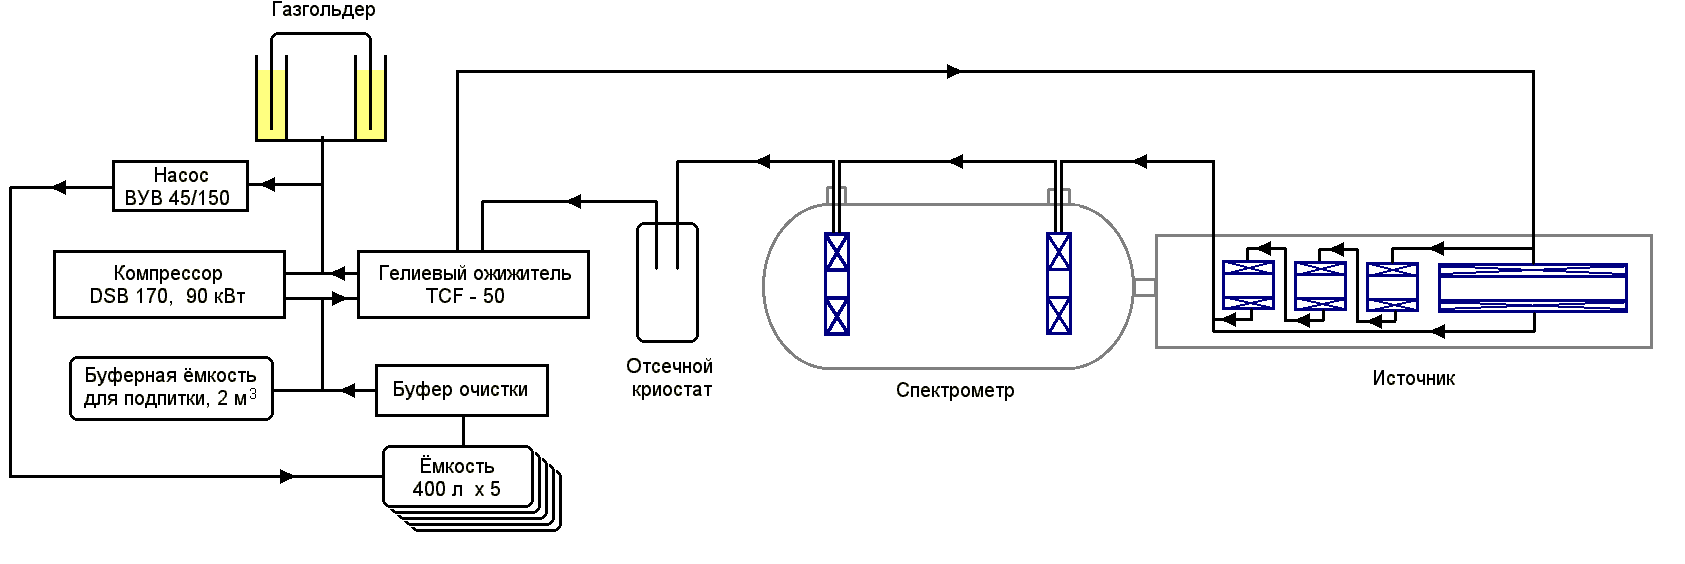 Газгольдер
Насос
ВУВ 45/150
Компрессор
DSB 170, 90 кВт
Гелиевый ожижитель
TCF - 50
Буферная ёмкость
для подпитки, 2 м³
Буфер очистки
Ёмкость
400 л х 5
Отсечной
криостат
Спектрометр
Источник